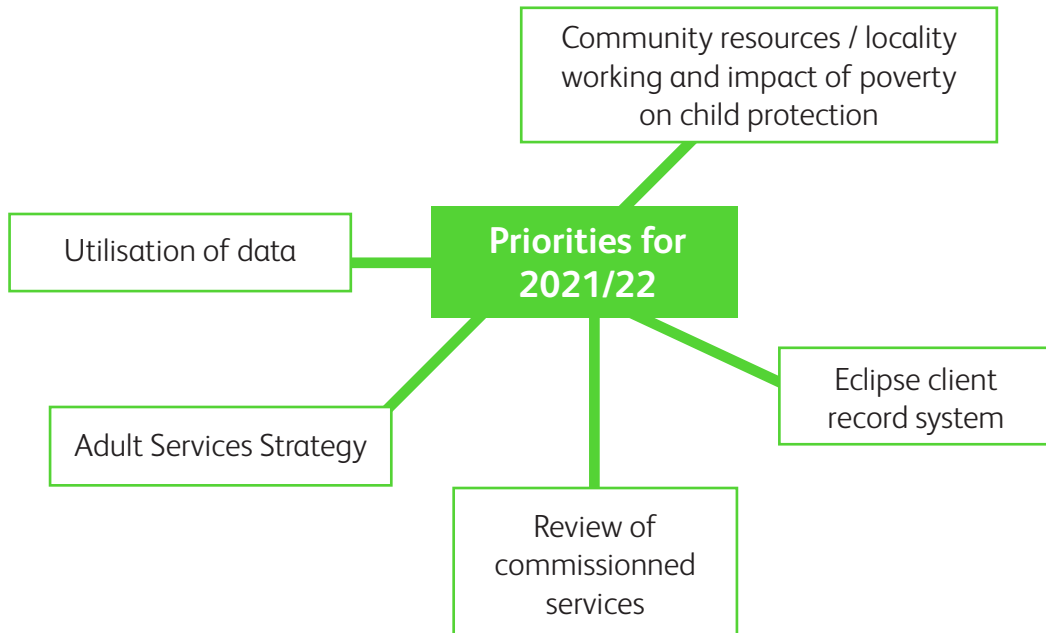 Community resources / locality
working and impact of poverty
on child protection
Priorities for
2021/22
Utilisation of data
Eclipse client
record system
Adult Services Strategy
Review of
commissionned
services